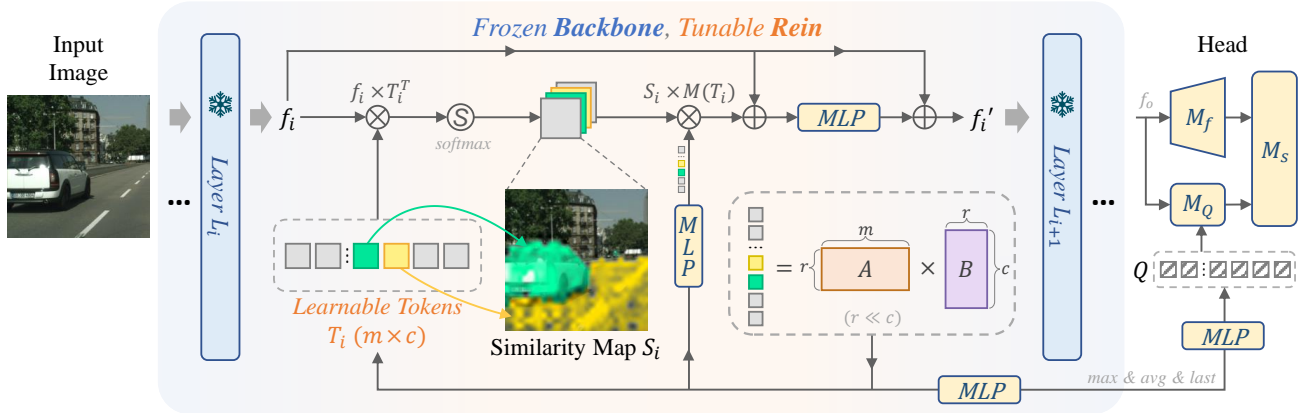 Frozen Backbone, Tunable Rein
Input
Image
Head
Layer L_i
f_i
f_i × T_i^T
S
softmax
S_i × M(T_i)
MLP
f_i'
Layer L_{i+1}
...
...
f_o
M_f
M_Q
M_S
Learnable Tokens
T_i (m × c)
Similarity Map S_i
MLP
=
r
m
A
×
r
B
c
(r ≪ c)
Q
MLP
MLP
max & avg & last